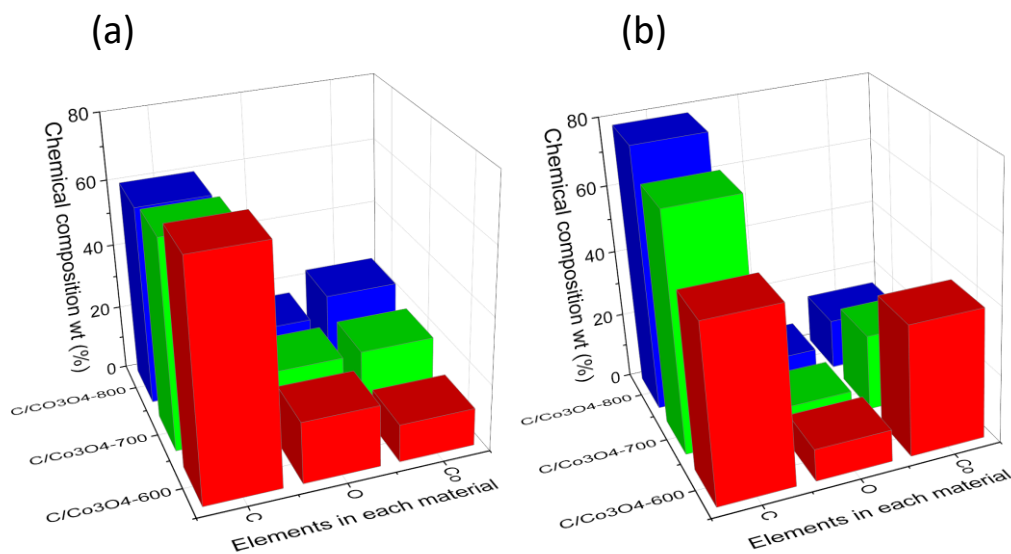 (a)
80
60
40
20
0
Chemical composition wt (%)
C/CO3O4-800
C/Co3O4-700
C/Co3O4-600
C
O
Co
Elements in each material
(b)
80
60
40
20
0
Chemical composition wt (%)
C/Co3O4-800
C/Co3O4-700
C/Co3O4-600
C
O
Co
Elements in each material